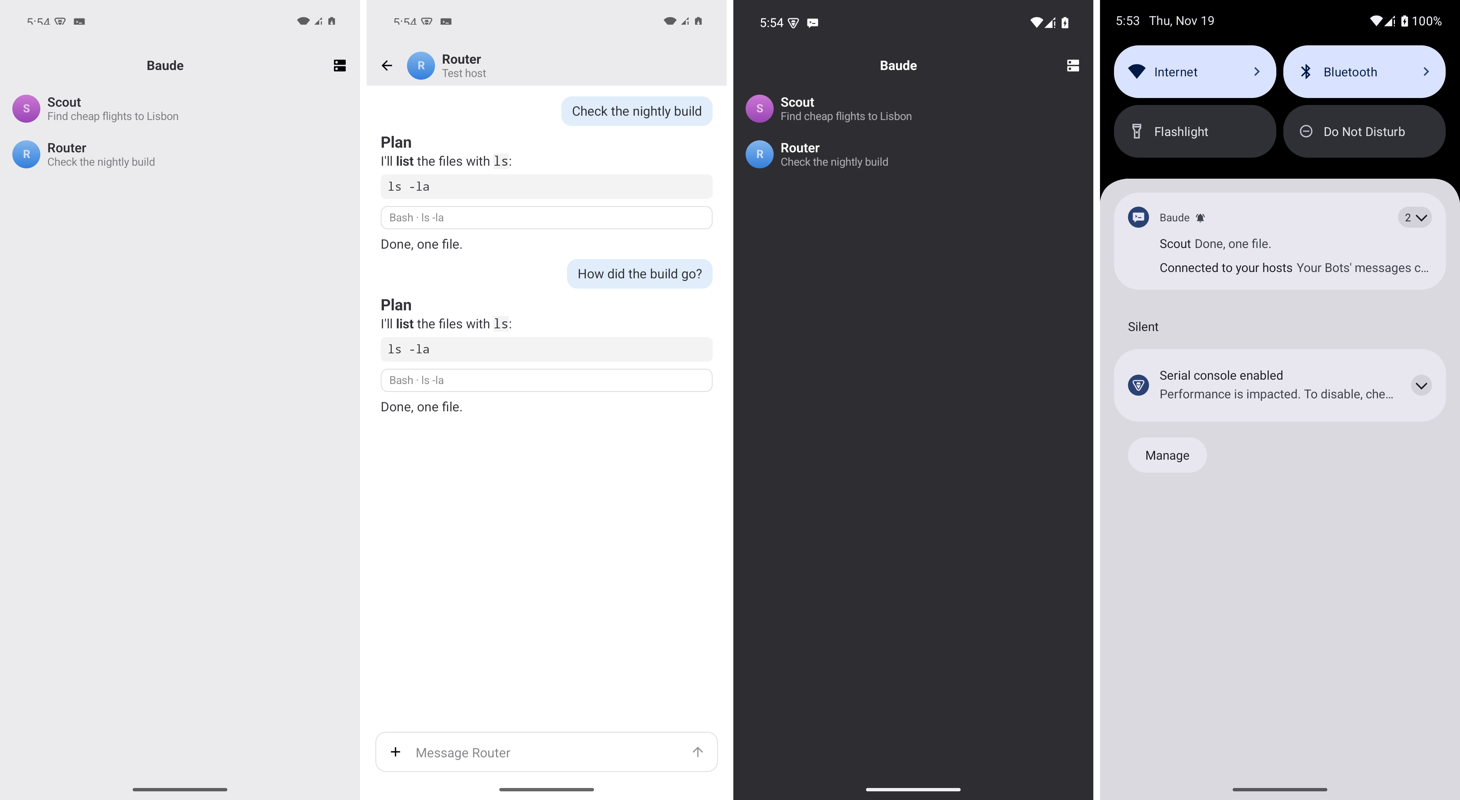 5:54
Baude
S
Scout
Find cheap flights to Lisbon
R
Router
Check the nightly build
5:54
R
Router
Test host
Check the nightly build
Plan
I'll list the files with ls:
ls -la
Bash · ls -la
Done, one file.
How did the build go?
Plan
I'll list the files with ls:
ls -la
Bash · ls -la
Done, one file.
Message Router
5:54
Baude
S
Scout
Find cheap flights to Lisbon
R
Router
Check the nightly build
5:53 Thu, Nov 19 100%
Internet
Bluetooth
Flashlight
Do Not Disturb
Baude 2
Scout Done, one file.
Connected to your hosts Your Bots' messages c...
Silent
Serial console enabled
Performance is impacted. To disable, che...
Manage